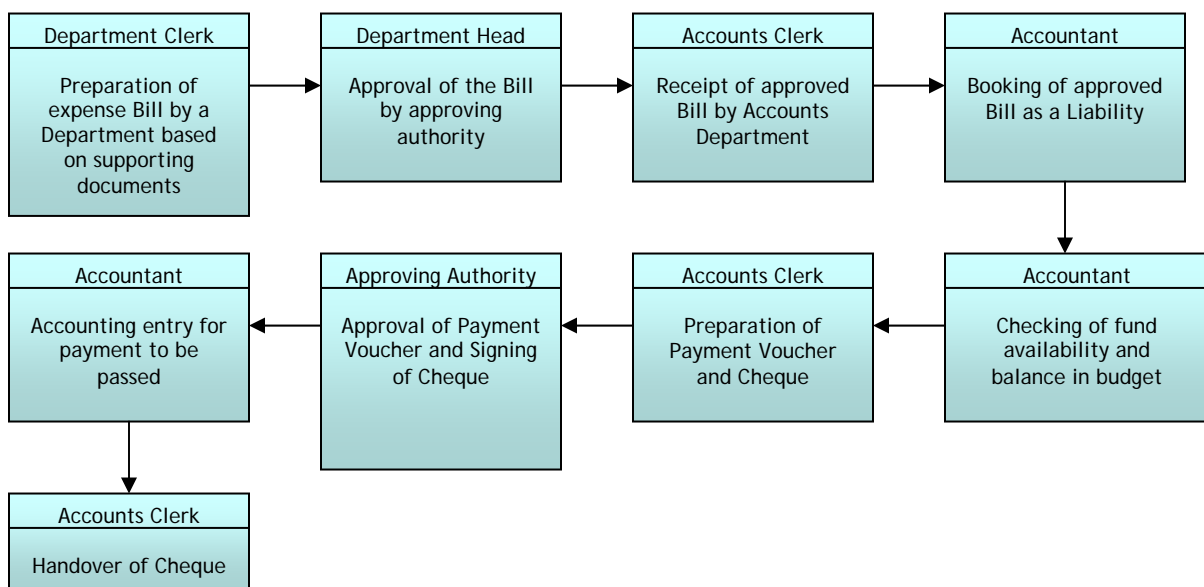 Department Clerk
Preparation of
expense Bill by a
Department based
on supporting
documents
Department Head
Approval of the Bill
by approving
authority
Accounts Clerk
Receipt of approved
Bill by Accounts
Department
Accountant
Booking of approved
Bill as a Liability
Accountant
Checking of fund
availability and
balance in budget
Accounts Clerk
Preparation of
Payment Voucher
and Cheque
Approving Authority
Approval of Payment
Voucher and Signing
of Cheque
Accountant
Accounting entry for
payment to be
passed
Accounts Clerk
Handover of Cheque